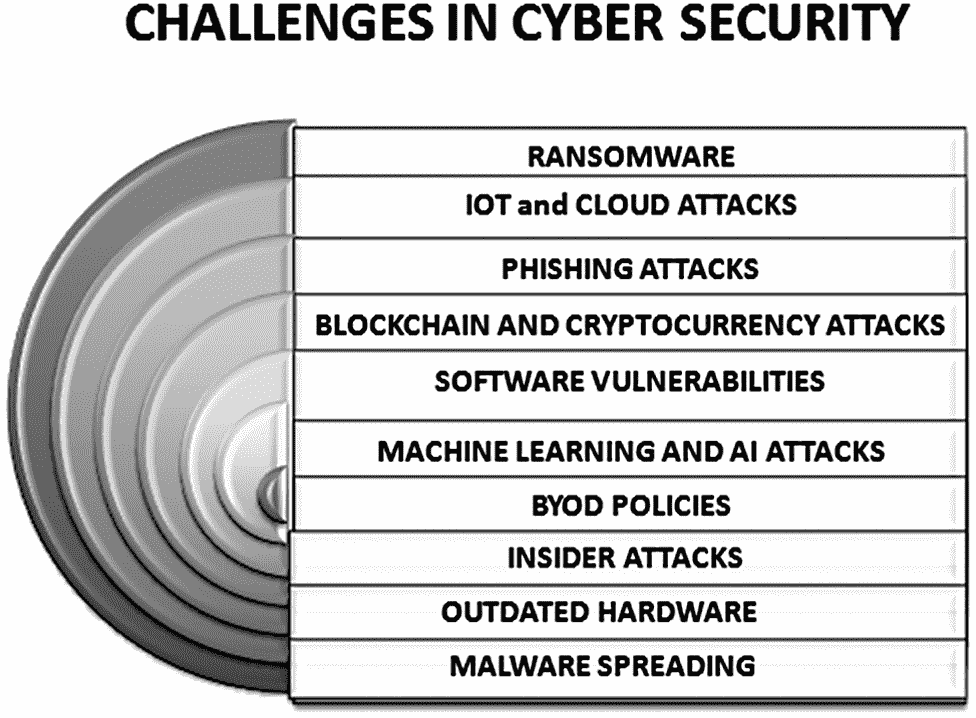 CHALLENGES IN CYBER SECURITY
RANSOMWARE
IOT and CLOUD ATTACKS
PHISHING ATTACKS
BLOCKCHAIN AND CRYPTOCURRENCY ATTACKS
SOFTWARE VULNERABILITIES
MACHINE LEARNING AND AI ATTACKS
BYOD POLICIES
INSIDER ATTACKS
OUTDATED HARDWARE
MALWARE SPREADING